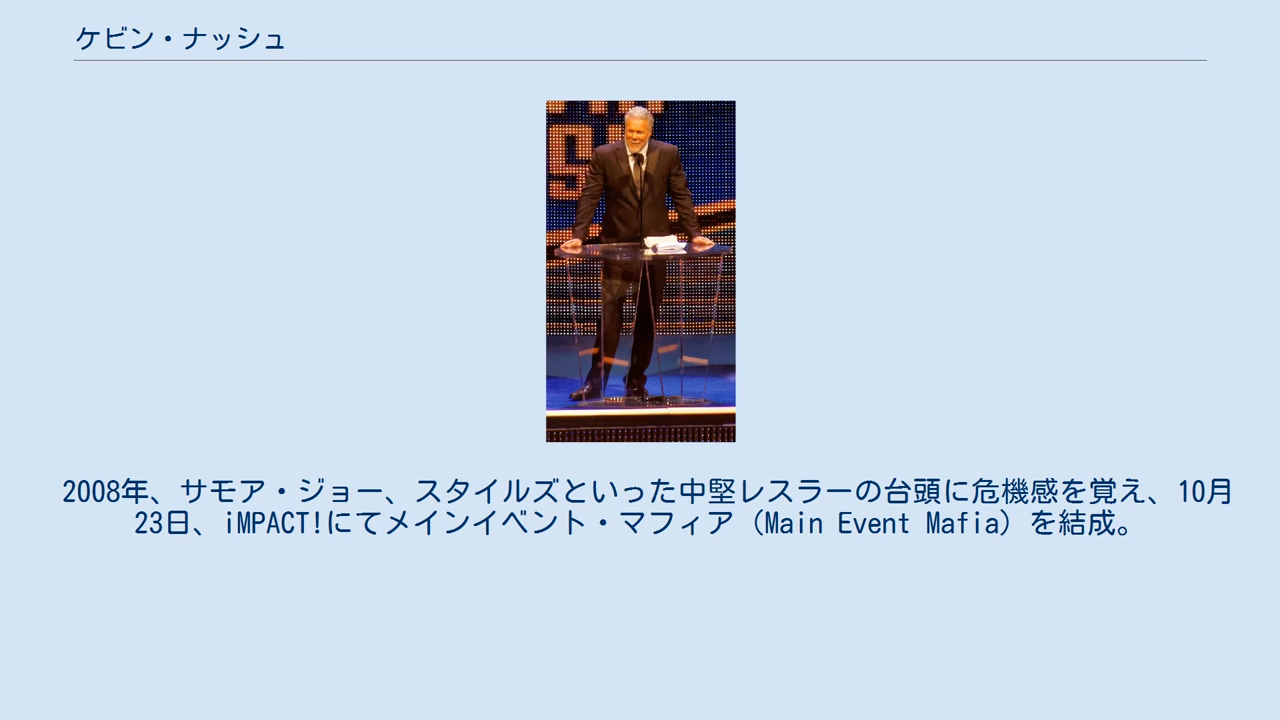 ケビン・ナッシュ
2008年、サモア・ジョー、スタイルズといった中堅レスラーの台頭に危機感を覚え、10月
23日、iMPACT!にてメインイベント・マフィア（Main Event Mafia）を結成。